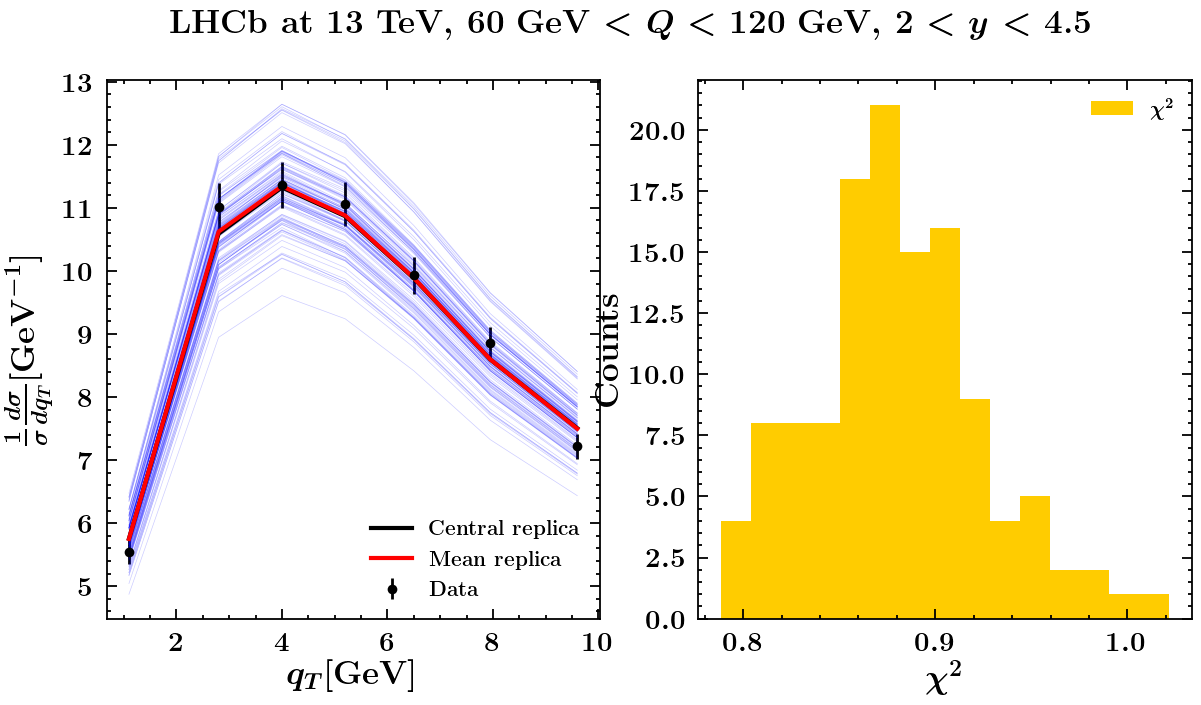 LHCb at 13 TeV, 60 GeV < Q < 120 GeV, 2 < y < 4.5
13
12
11
10
9
8
7
6
5
1/σ dσ/dq_T [GeV⁻¹]
Central replica
Mean replica
Data
2
4
6
8
10
q_T[GeV]
χ²
20.0
17.5
15.0
12.5
10.0
7.5
5.0
2.5
0.0
Counts
0.8
0.9
1.0
χ²